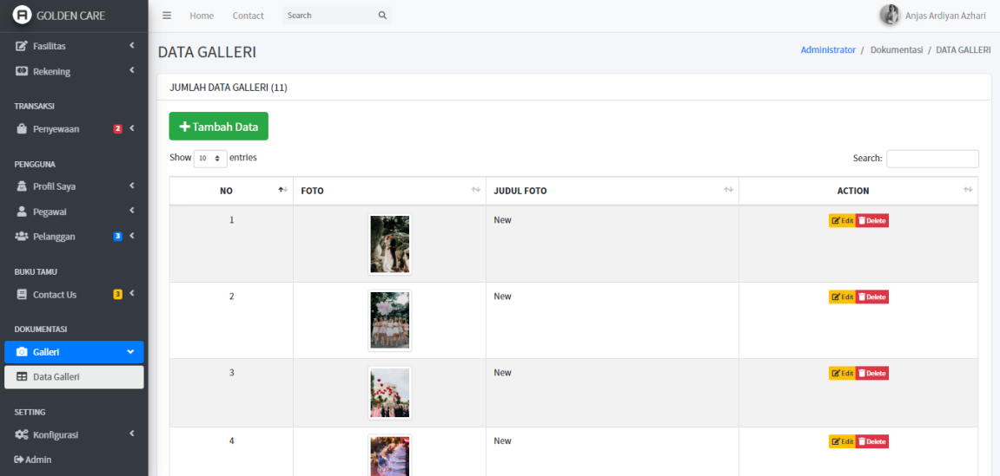 GOLDEN CARE
Home Contact Search
Anjas Ardiyan Azhari
Fasilitas
Rekening
TRANSAKSI
Penyewaan 2
PENGGUNA
Profil Saya
Pegawai
Pelanggan 3
BUKU TAMU
Contact Us 3
DOKUMENTASI
Galleri
Data Galleri
SETTING
Konfigurasi
Admin
DATA GALLERI
Administrator / Dokumentasi / DATA GALLERI
JUMLAH DATA GALLERI (11)
Tambah Data
Show 10 entries
Search:
NO FOTO JUDUL FOTO ACTION
1 New Edit Delete
2 New Edit Delete
3 New Edit Delete
4 New Edit Delete